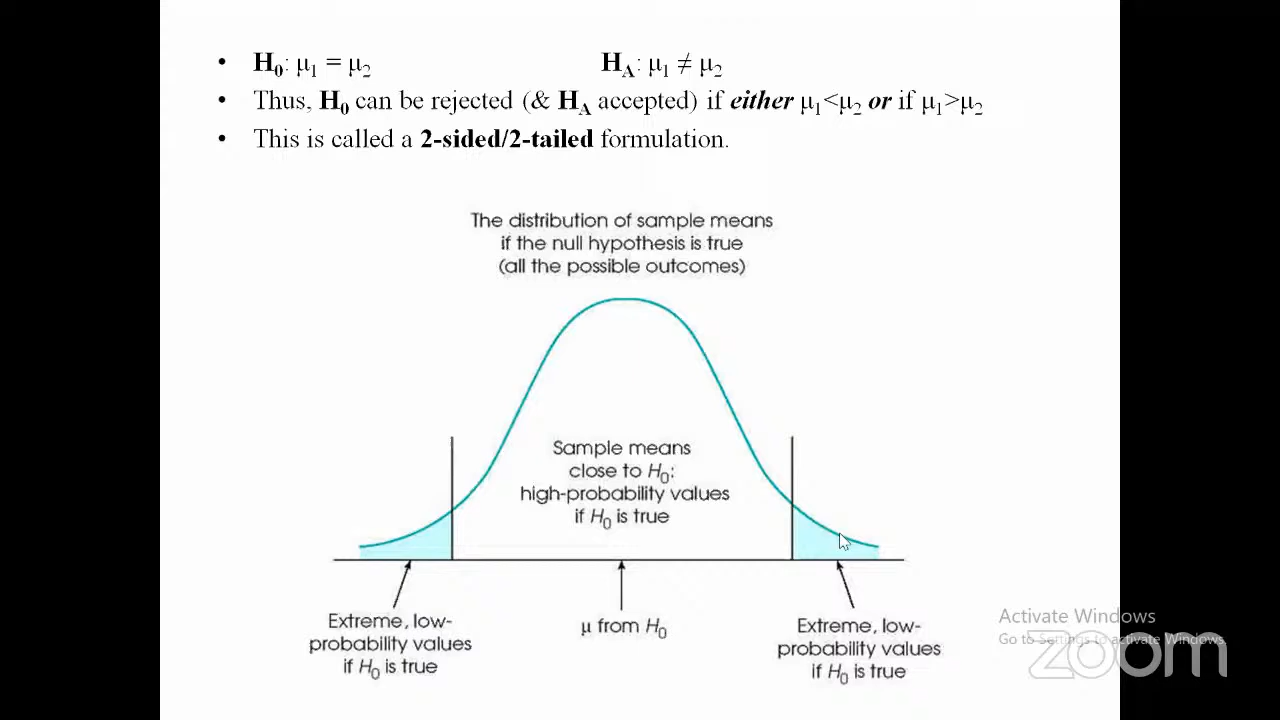 • H₀: μ₁ = μ₂ H_A: μ₁ ≠ μ₂
• Thus, H₀ can be rejected (& H_A accepted) if either μ₁<μ₂ or if μ₁>μ₂
• This is called a 2-sided/2-tailed formulation.
The distribution of sample means
if the null hypothesis is true
(all the possible outcomes)
Sample means
close to H₀:
high-probability values
if H₀ is true
Extreme, low-
probability values
if H₀ is true
μ from H₀
Extreme, low-
probability values
if H₀ is true
Activate Windows
Go to Settings to activate Windows.
zoom